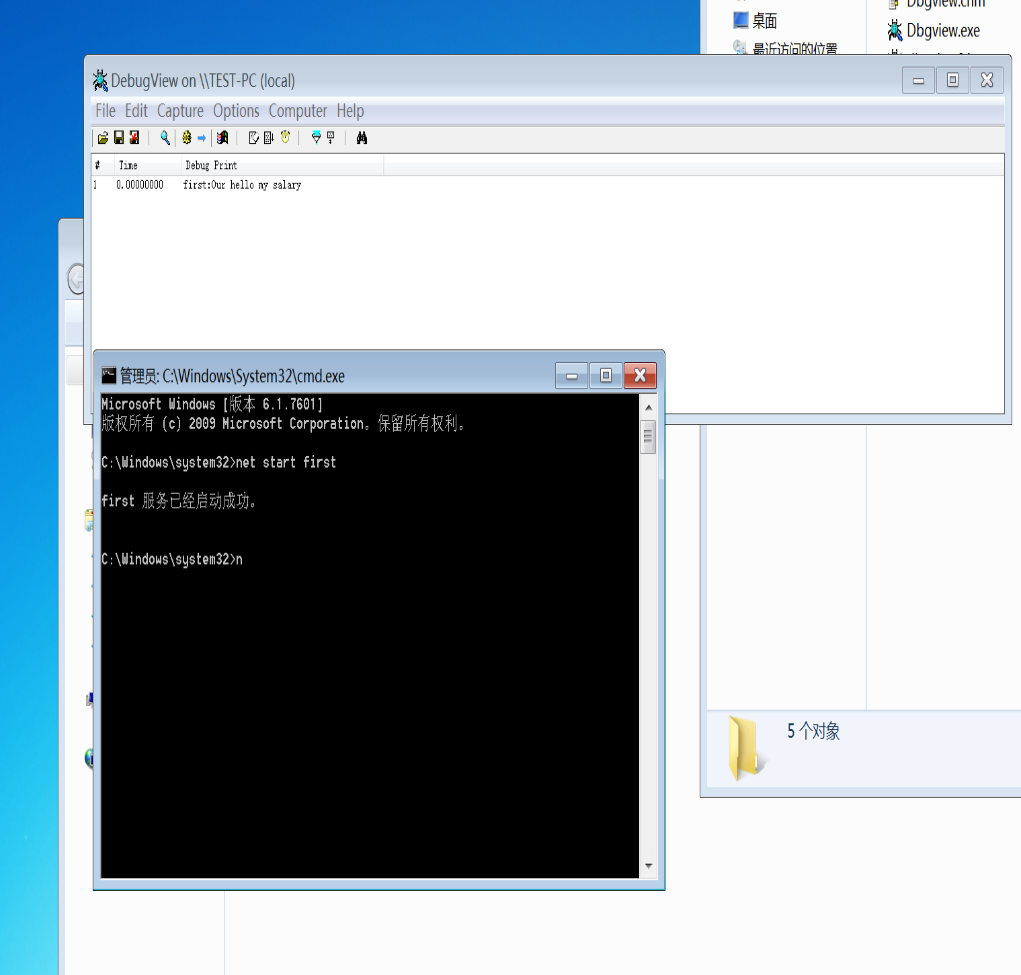 Dbgview.chm
桌面
Dbgview.exe
最近访问的位置
DebugView on \\TEST-PC (local)
File Edit Capture Options Computer Help
# Time Debug Print
1 0.00000000 first:Our hello my salary
管理员: C:\Windows\System32\cmd.exe
Microsoft Windows [版本 6.1.7601]
版权所有 (c) 2009 Microsoft Corporation。保留所有权利。
C:\Windows\system32>net start first
first 服务已经启动成功。
C:\Windows\system32>n
5 个对象